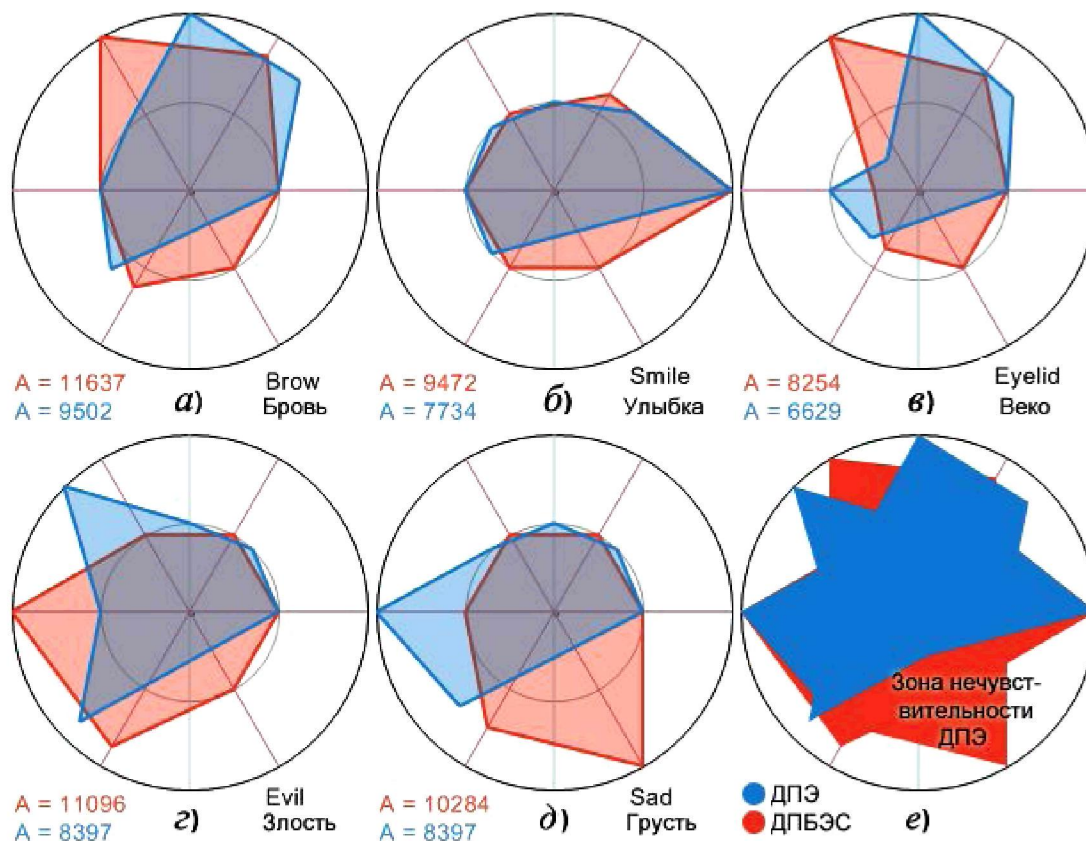 A = 11637
A = 9502
а)
Brow
Бровь
A = 9472
A = 7734
б)
Smile
Улыбка
A = 8254
A = 6629
в)
Eyelid
Веко
A = 11096
A = 8397
г)
Evil
Злость
A = 10284
A = 8397
д)
Sad
Грусть
Зона нечувст-
вительности
ДПЭ
ДПЭ
ДПБЭС
е)